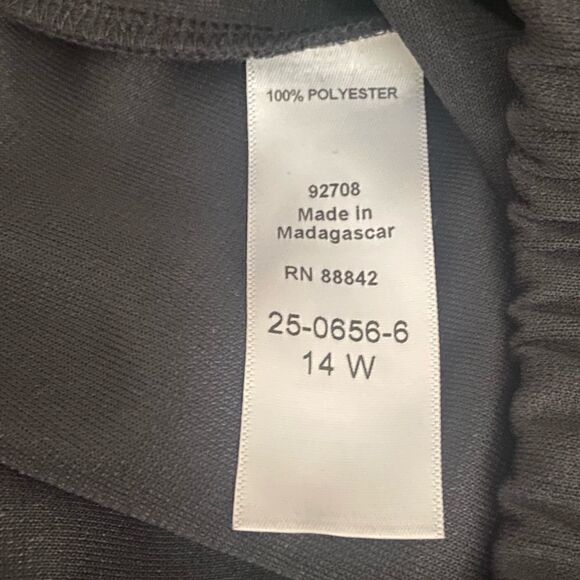 100% POLYESTER
92708
Made in
Madagascar
RN 88842
25-0656-6
14 W